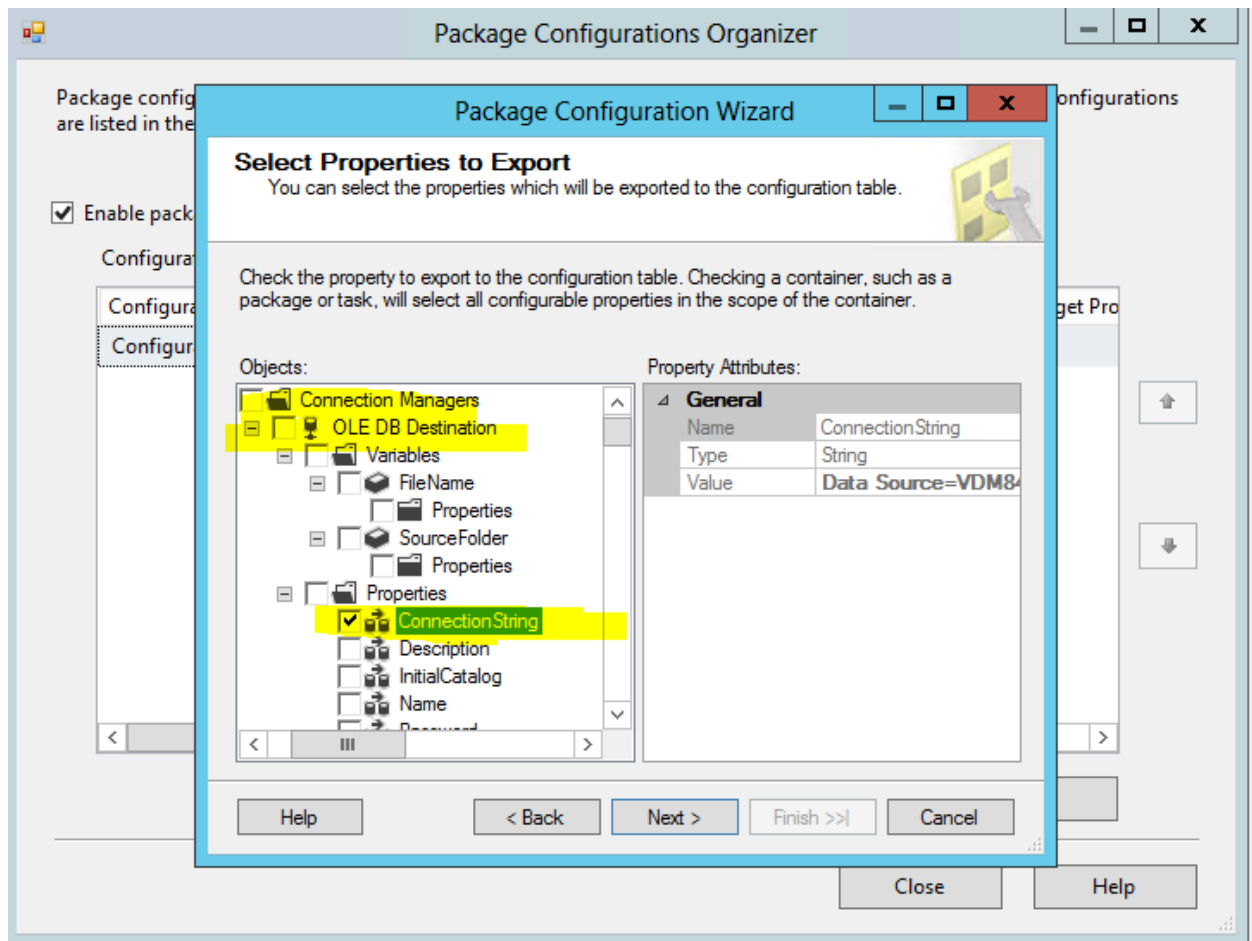 Package Configurations Organizer
Package config
onfigurations
are listed in the
Enable pack
Configura
Configura
get Pro
Configur
Package Configuration Wizard
Select Properties to Export
You can select the properties which will be exported to the configuration table.
Check the property to export to the configuration table. Checking a container, such as a
package or task, will select all configurable properties in the scope of the container.
Objects:
Connection Managers
OLE DB Destination
Variables
FileName
Properties
SourceFolder
Properties
Properties
ConnectionString
Description
InitialCatalog
Name
Property Attributes:
General
Name ConnectionString
Type String
Value Data Source=VDM84
Help
< Back
Next >
Finish >>|
Cancel
Close
Help